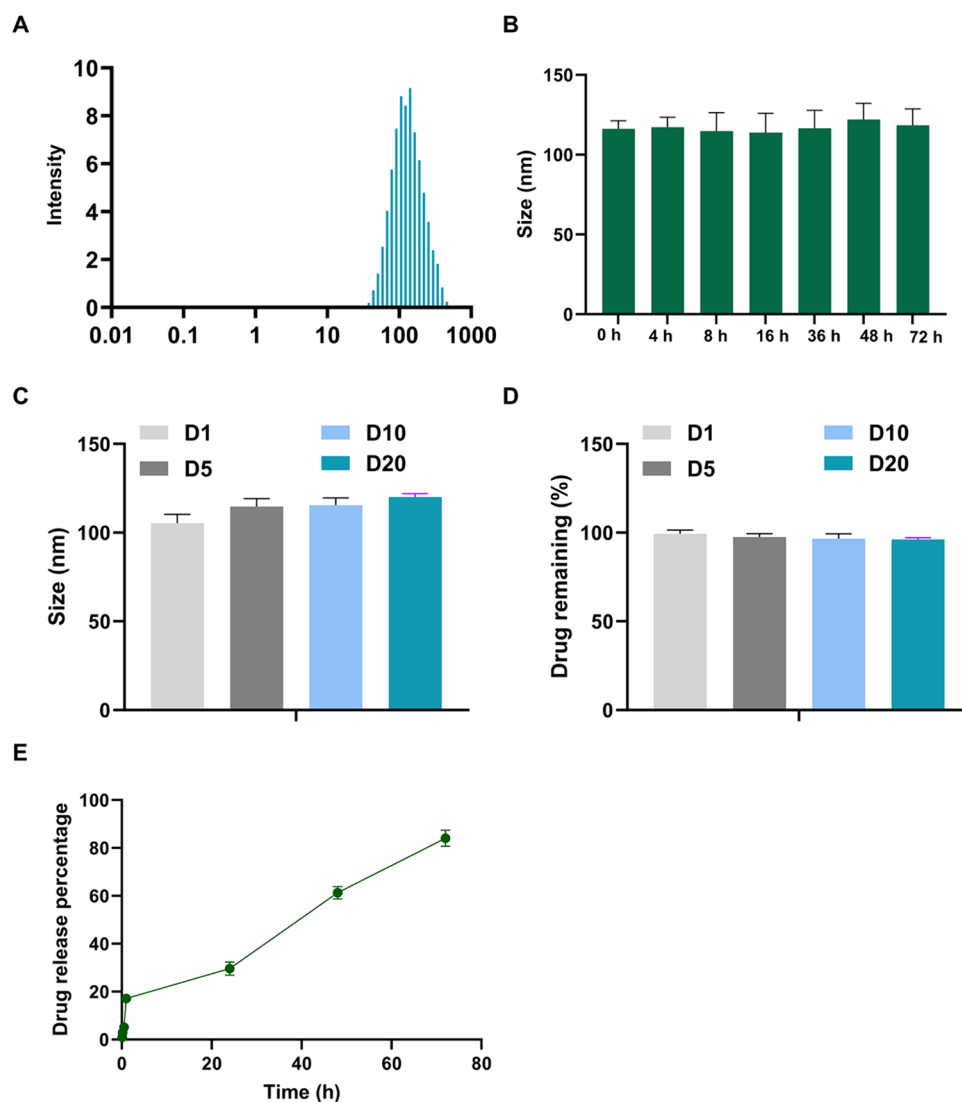 A
10
8
6
4
2
0
Intensity
0.01 0.1 1 10 100 1000
B
150
100
50
0
Size (nm)
0 h 4 h 8 h 16 h 36 h 48 h 72 h
C
D1 D10
D5 D20
150
100
50
0
Size (nm)
D
D1 D10
D5 D20
150
100
50
0
Drug remaining (%)
E
100
80
60
40
20
0
Drug release percentage
0 20 40 60 80
Time (h)